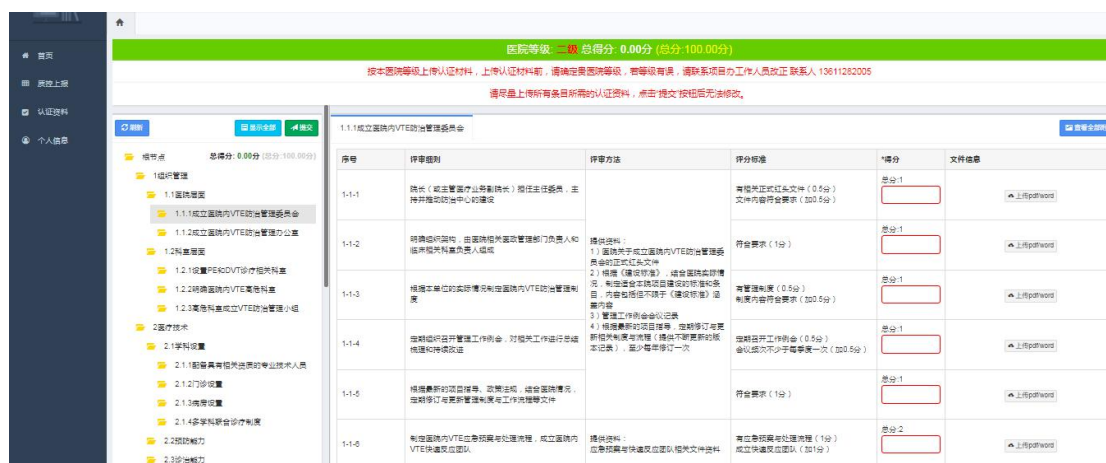 医院等级: 二级 总得分: 0.00分 (总分:100.00分)
按本医院等级上传认证材料，上传认证材料前，请确定贵医院等级，若等级有误，请联系项目办工作人员改正 联系人 13611282005
请尽量上传所有条目所需的认证资料，点击"提交"按钮后无法修改。
首页
质控上报
认证资料
个人信息
刷新
显示全部
提交
根节点
总得分: 0.00分 (总分:100.00分)
1组织管理
1.1医院层面
1.1.1成立医院内VTE防治管理委员会
1.1.2成立医院内VTE防治管理办公室
1.2科室层面
1.2.1设置PE和DVT诊疗相关科室
1.2.2明确医院内VTE高危科室
1.2.3高危科室成立VTE防治管理小组
2医疗技术
2.1学科设置
2.1.1配备具有相关资质的专业技术人员
2.1.2门诊设置
2.1.3病房设置
2.1.4多学科联合诊疗制度
2.2预防能力
2.3诊治能力
1.1.1成立医院内VTE防治管理委员会
查看全部附
序号
评审细则
评审方法
评分标准
*得分
文件信息
1-1-1
院长（或主管医疗业务副院长）担任主任委员，主
持并推动防治中心的建设
有相关正式红头文件（0.5分）
文件内容符合要求（加0.5分）
总分:1
上传pdf/word
1-1-2
明确组织架构，由医院相关医政管理部门负责人和
临床相关科室负责人组成
符合要求（1分）
总分:1
上传pdf/word
提供资料：
1）医院关于成立医院内VTE防治管理委
员会的正式红头文件
2）根据《建设标准》，结合医院实际情
况，制定适合本院项目建设的标准和条
目，内容包括但不限于《建设标准》涵
盖内容
3）管理工作例会会议记录
4）根据最新的项目指导，定期修订与更
新相关制度与流程（提供不断更新的版
本记录），至少每年修订一次
1-1-3
根据本单位的实际情况制定医院内VTE防治管理制
度
有管理制度（0.5分）
制度内容符合要求（加0.5分）
总分:1
上传pdf/word
1-1-4
定期组织召开管理工作例会，对相关工作进行总结
梳理和持续改进
定期召开工作例会（0.5分）
会议频次不少于每季度一次（加0.5分）
总分:1
上传pdf/word
1-1-5
根据最新的项目指导、政策法规，结合医院情况，
定期修订与更新管理制度与工作流程等文件
符合要求（1分）
总分:1
上传pdf/word
1-1-6
制定医院内VTE应急预案与处理流程，成立医院内
VTE快速反应团队
提供资料：
应急预案与快速反应团队相关文件资料
有应急预案与处理流程（1分）
成立快速反应团队（加1分）
总分:2
上传pdf/word